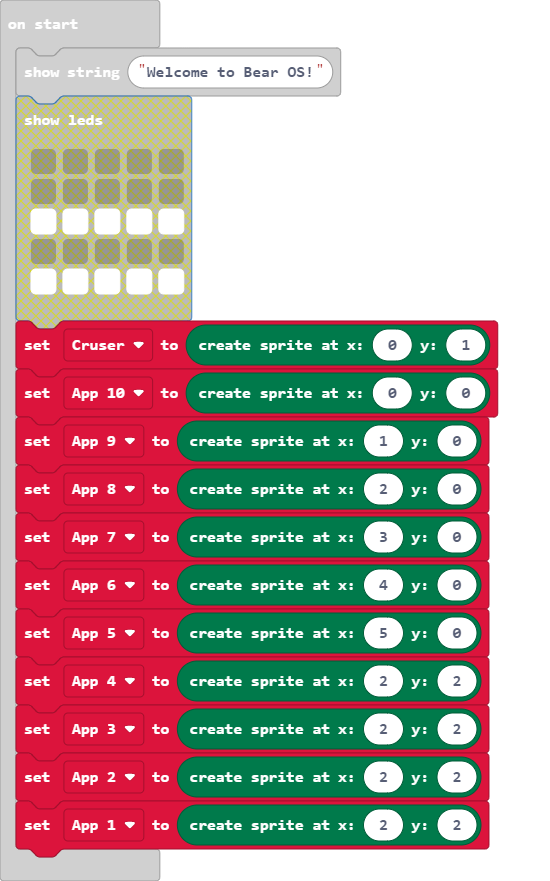 on start
show string "Welcome to Bear OS!"
show leds
set Cruser to create sprite at x: 0 y: 1
set App 10 to create sprite at x: 0 y: 0
set App 9 to create sprite at x: 1 y: 0
set App 8 to create sprite at x: 2 y: 0
set App 7 to create sprite at x: 3 y: 0
set App 6 to create sprite at x: 4 y: 0
set App 5 to create sprite at x: 5 y: 0
set App 4 to create sprite at x: 2 y: 2
set App 3 to create sprite at x: 2 y: 2
set App 2 to create sprite at x: 2 y: 2
set App 1 to create sprite at x: 2 y: 2